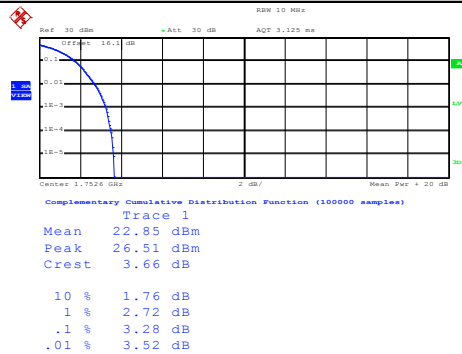 RBW 10 MHz
Ref 30 dBm Att 30 dB AQT 3.125 ms
Offset 16.1 dB
0.1
A
1 SA
VIEW
0.01
1E-3
LV
1E-4
1E-5
3D
Center 1.7526 GHz 2 dB/ Mean Pwr + 20 dB
Complementary Cumulative Distribution Function (100000 samples)
Trace 1
Mean 22.85 dBm
Peak 26.51 dBm
Crest 3.66 dB
10 % 1.76 dB
1 % 2.72 dB
.1 % 3.28 dB
.01 % 3.52 dB